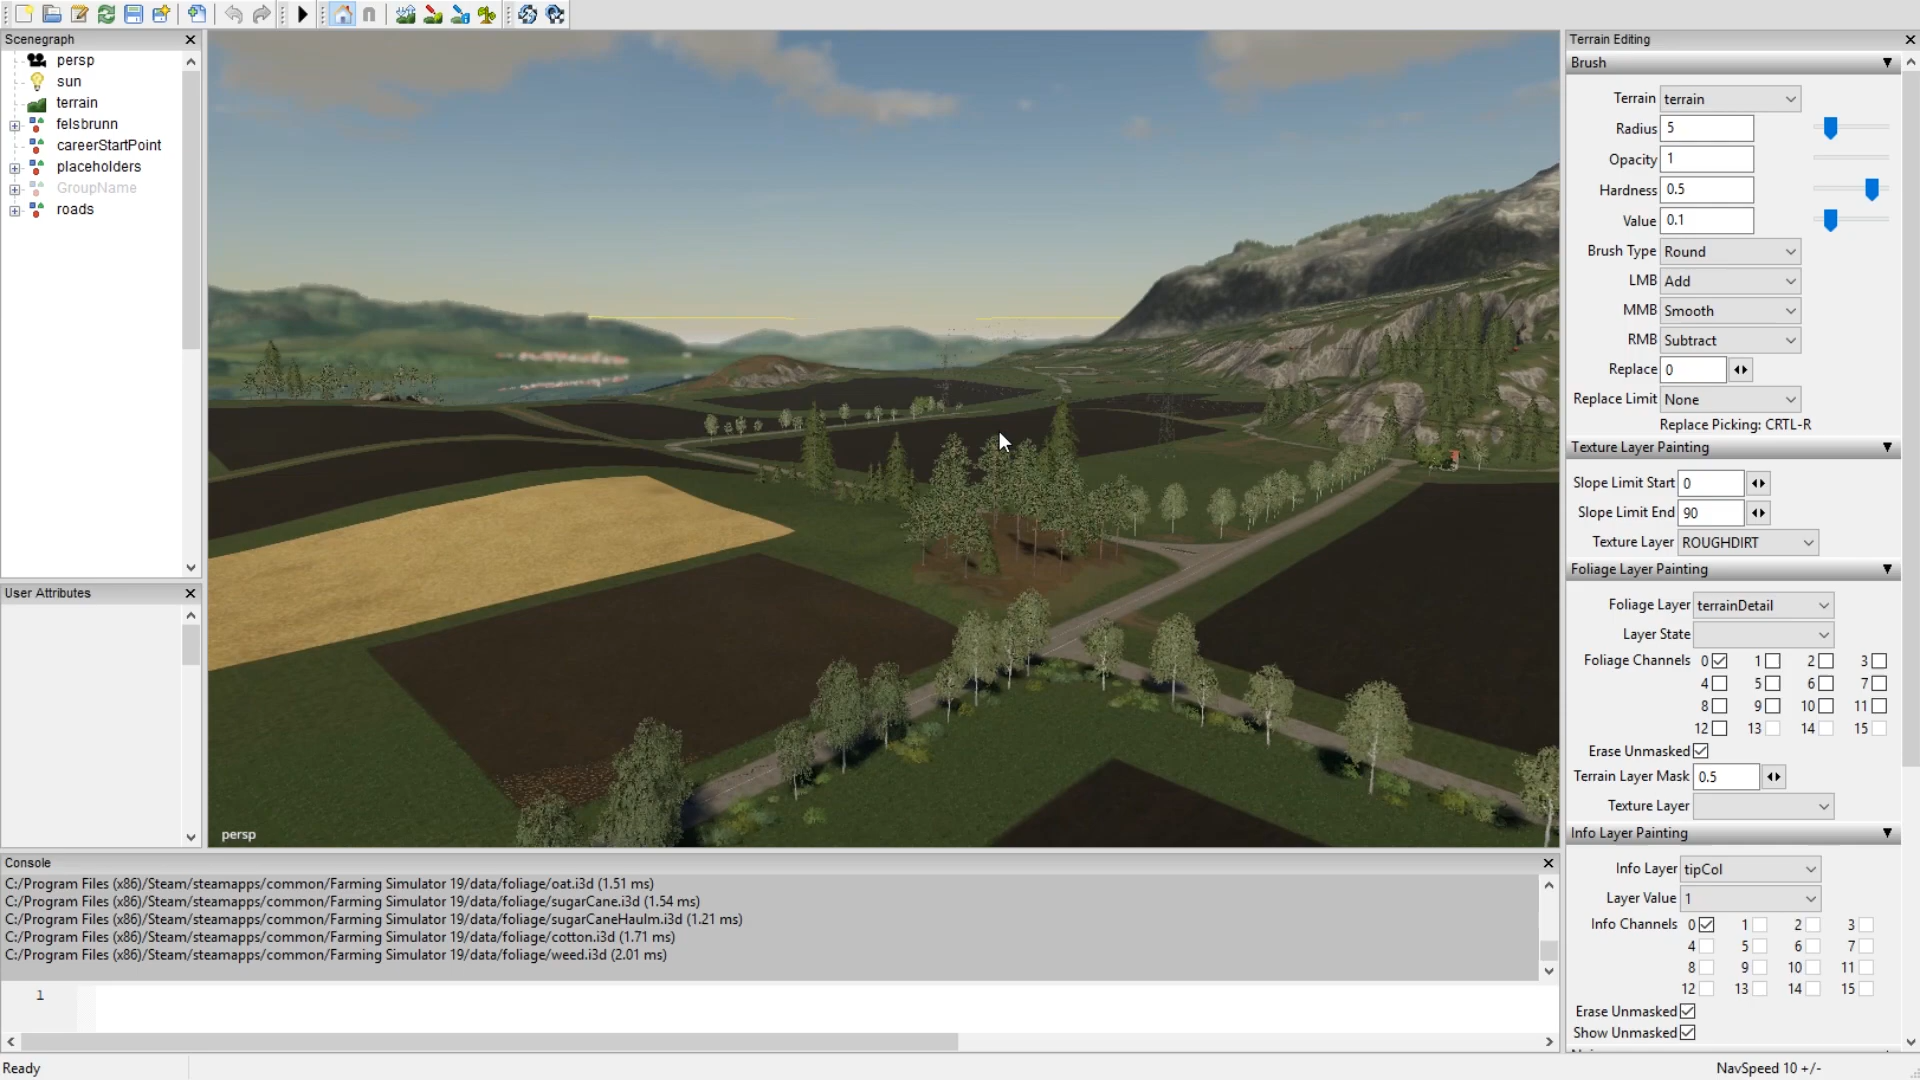 Scenegraph
persp
sun
terrain
felsbrunn
careerStartPoint
placeholders
GroupName
roads
User Attributes
persp
Console
C:/Program Files (x86)/Steam/steamapps/common/Farming Simulator 19/data/foliage/oat.i3d (1.51 ms)
C:/Program Files (x86)/Steam/steamapps/common/Farming Simulator 19/data/foliage/sugarCane.i3d (1.54 ms)
C:/Program Files (x86)/Steam/steamapps/common/Farming Simulator 19/data/foliage/sugarCaneHaulm.i3d (1.21 ms)
C:/Program Files (x86)/Steam/steamapps/common/Farming Simulator 19/data/foliage/cotton.i3d (1.71 ms)
C:/Program Files (x86)/Steam/steamapps/common/Farming Simulator 19/data/foliage/weed.i3d (2.01 ms)
1
Terrain Editing
Brush
Terrain terrain
Radius 5
Opacity 1
Hardness 0.5
Value 0.1
Brush Type Round
LMB Add
MMB Smooth
RMB Subtract
Replace 0
Replace Limit None
Replace Picking: CRTL-R
Texture Layer Painting
Slope Limit Start 0
Slope Limit End 90
Texture Layer ROUGHDIRT
Foliage Layer Painting
Foliage Layer terrainDetail
Layer State
Foliage Channels 0 1 2 3
4 5 6 7
8 9 10 11
12 13 14 15
Erase Unmasked
Terrain Layer Mask 0.5
Texture Layer
Info Layer Painting
Info Layer tipCol
Layer Value 1
Info Channels 0 1 2 3
4 5 6 7
8 9 10 11
12 13 14 15
Erase Unmasked
Show Unmasked
Ready
NavSpeed 10 +/-